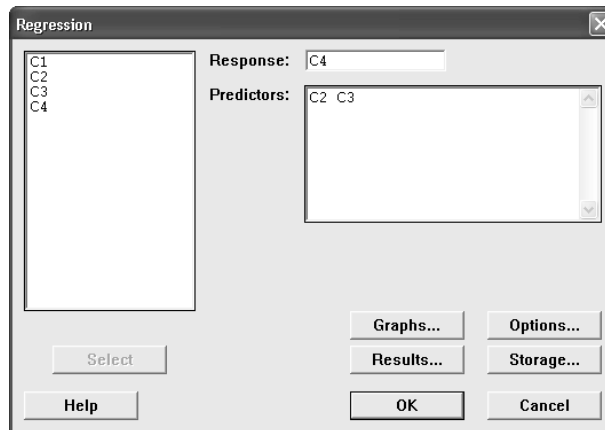 Regression
C1
C2
C3
C4
Response: C4
Predictors: C2 C3
Graphs... Options...
Select Results... Storage...
Help OK Cancel